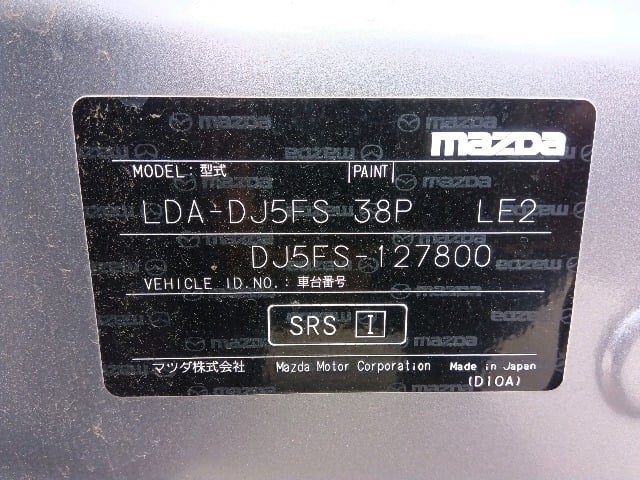 mazda
MODEL:型式 PAINT
LDA-DJ5FS 38P LE2
DJ5FS-127800
VEHICLE ID.NO.:車台番号
SRS I
マツダ株式会社 Mazda Motor Corporation Made in Japan
(D10A)